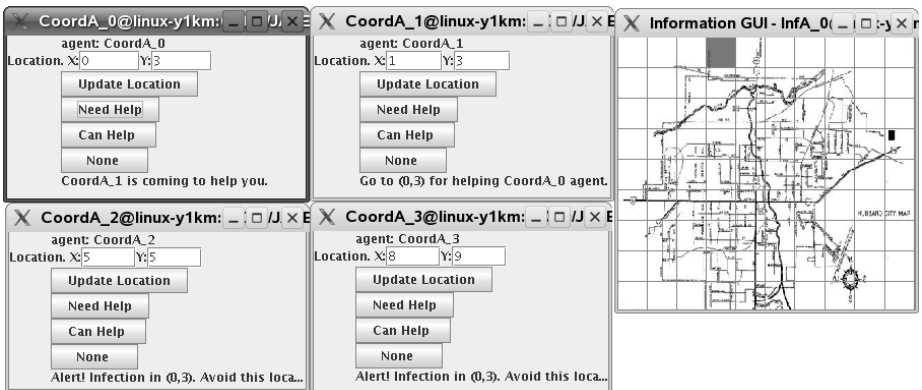 CoordA_0@linux-y1km: /J
agent: CoordA_0
Location. X: 0 Y: 3
Update Location
Need Help
Can Help
None
CoordA_1 is coming to help you.
CoordA_1@linux-y1km: /J E
agent: CoordA_1
Location. X: 1 Y: 3
Update Location
Need Help
Can Help
None
Go to (0,3) for helping CoordA_0 agent.
Information GUI - InfA_0
HUBBARD CITY MAP
CoordA_2@linux-y1km: /J E
agent: CoordA_2
Location. X: 5 Y: 5
Update Location
Need Help
Can Help
None
Alert! Infection in (0,3). Avoid this loca...
CoordA_3@linux-y1km: /J E
agent: CoordA_3
Location. X: 8 Y: 9
Update Location
Need Help
Can Help
None
Alert! Infection in (0,3). Avoid this loca...